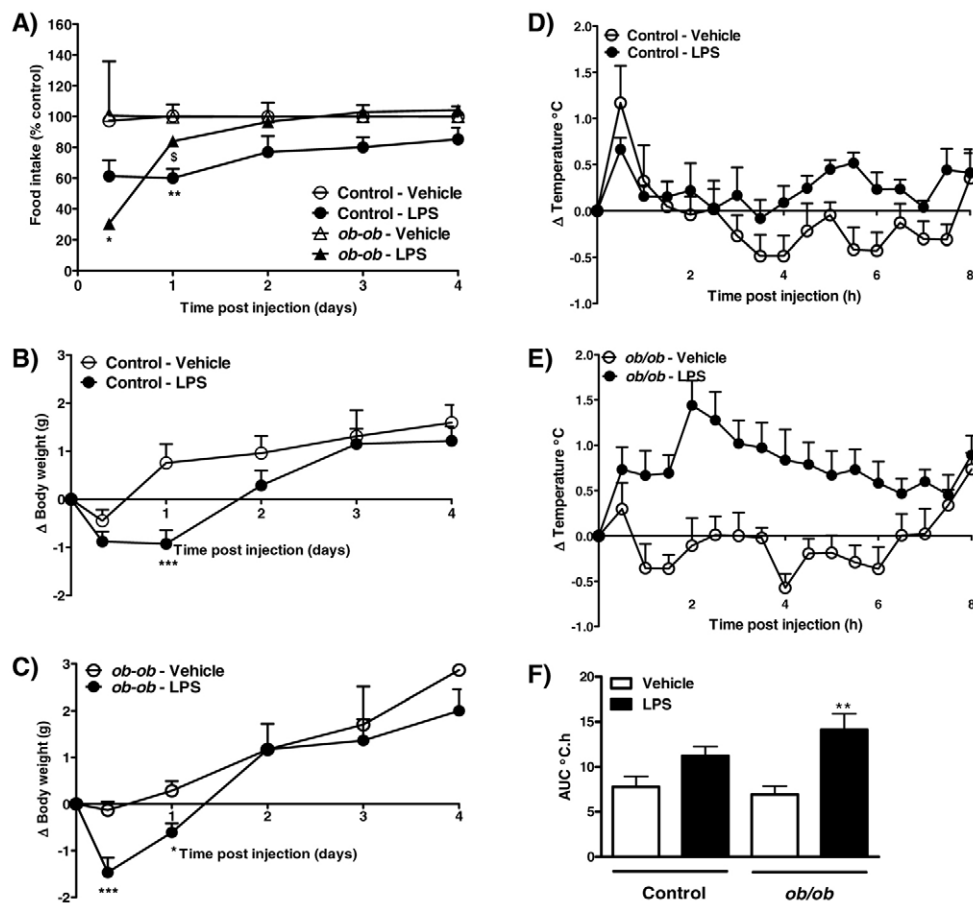 A)
160
140
120
100
80
60
40
20
0
Food intake (% control)
$
**
*
Control - Vehicle
Control - LPS
ob-ob - Vehicle
ob-ob - LPS
0
1
2
3
4
Time post injection (days)
B)
Control - Vehicle
Control - LPS
3
2
1
0
-1
-2
Δ Body weight (g)
1
2
3
4
Time post injection (days)
***
C)
ob-ob - Vehicle
ob-ob - LPS
3
2
1
0
-1
-2
Δ Body weight (g)
1
2
3
4
* Time post injection (days)
***
D)
Control - Vehicle
Control - LPS
2.0
1.5
1.0
0.5
0.0
-0.5
-1.0
Δ Temperature °C
2
4
6
8
Time post injection (h)
E)
ob/ob - Vehicle
ob/ob - LPS
2.0
1.5
1.0
0.5
0.0
-0.5
-1.0
Δ Temperature °C
2
4
6
8
Time post injection (h)
F)
Vehicle
LPS
20
15
10
5
0
AUC °C.h
**
Control
ob/ob